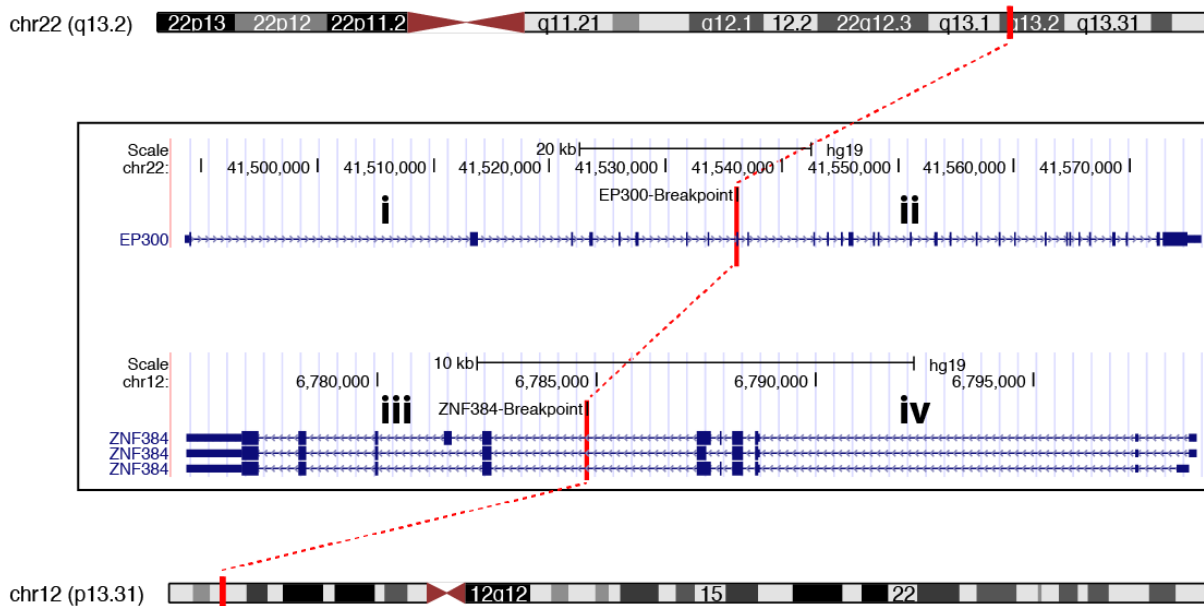 chr22 (q13.2) 22p13 22p12 22p11.2 q11.21 q12.1 12.2 22q12.3 q13.1 q13.2 q13.31
Scale 20 kb hg19
chr22: 41,500,000 41,510,000 41,520,000 41,530,000 41,540,000 41,550,000 41,560,000 41,570,000
i EP300-Breakpoint ii
EP300
Scale 10 kb hg19
chr12: 6,780,000 6,785,000 6,790,000 6,795,000
iii ZNF384-Breakpoint iv
ZNF384
ZNF384
ZNF384
chr12 (p13.31) 12q12 15 22